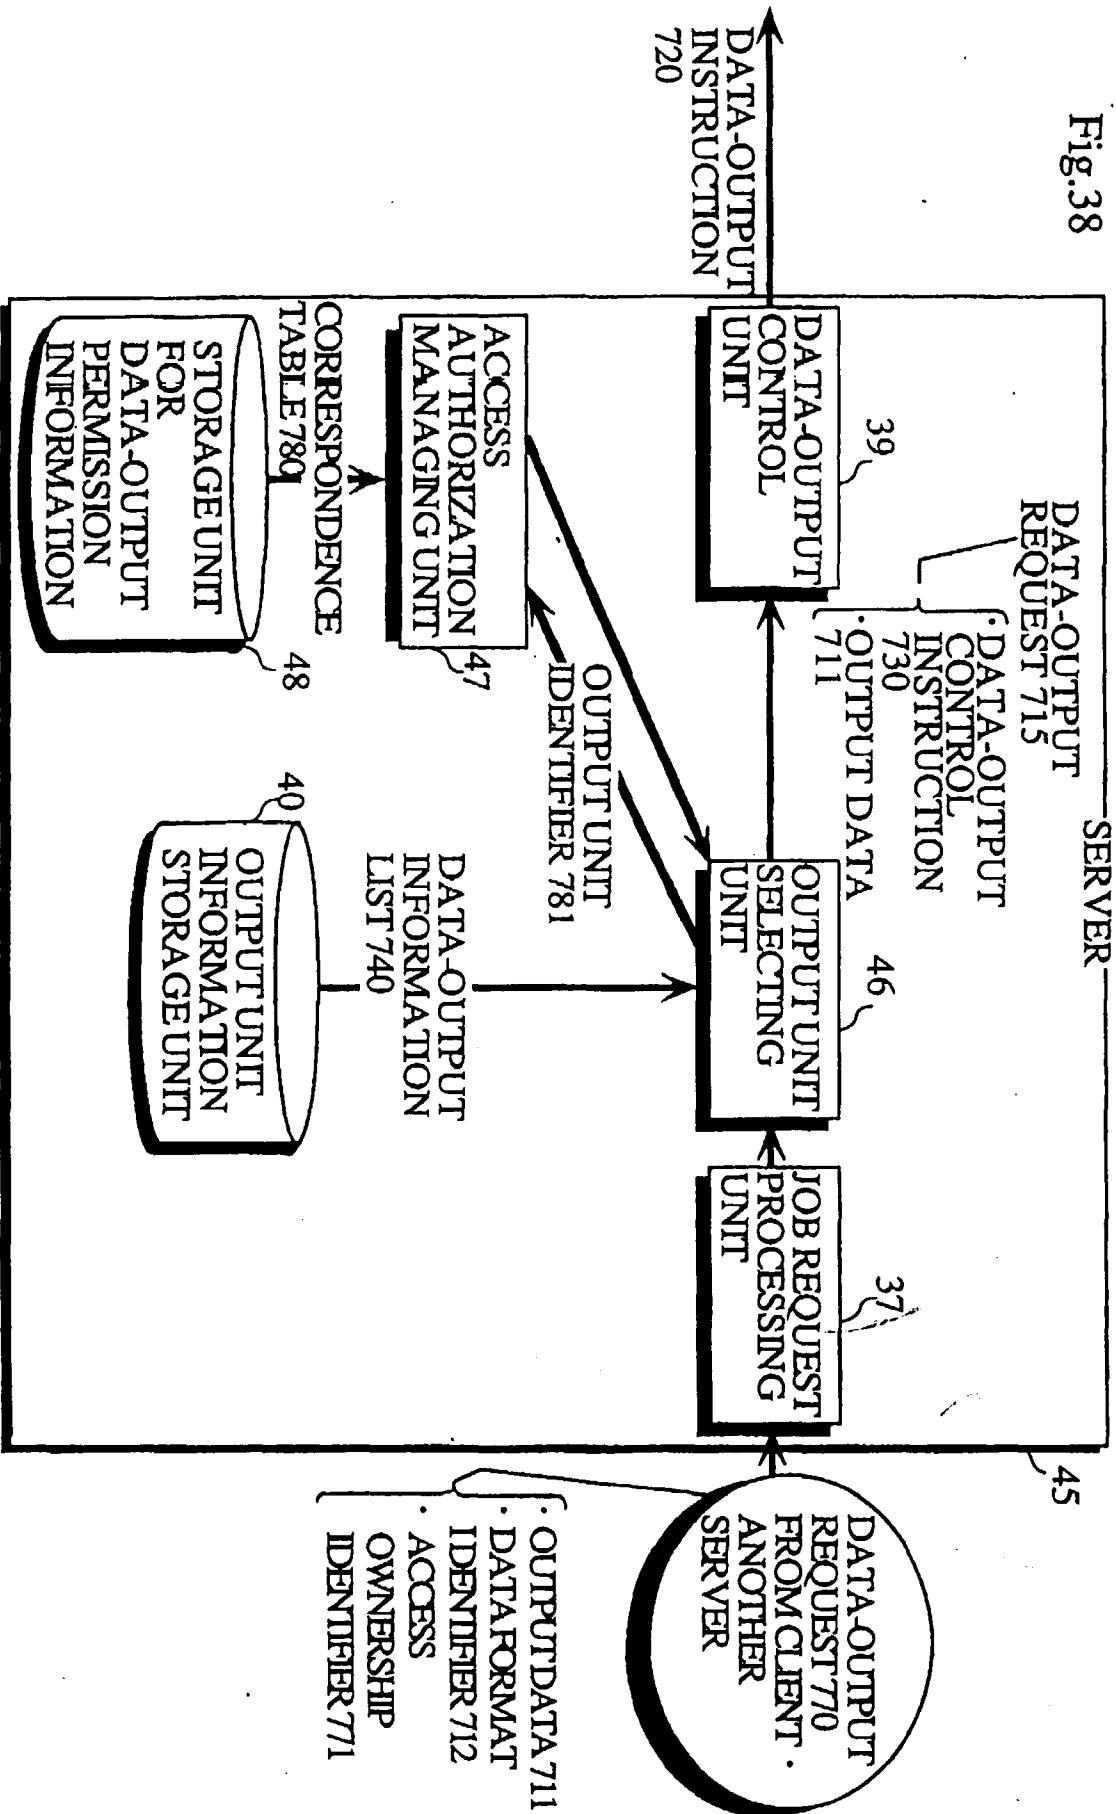 Fig.38
SERVER
45
DATA-OUTPUT
INSTRUCTION
720
DATA-OUTPUT
CONTROL
UNIT
39
DATA-OUTPUT
REQUEST 715
· DATA-OUTPUT
CONTROL
INSTRUCTION
730
· OUTPUT DATA
711
OUTPUT UNIT
SELECTING
UNIT
46
JOB REQUEST
PROCESSING
UNIT
37
DATA-OUTPUT
REQUEST 770
FROM CLIENT ·
ANOTHER
SERVER
· OUTPUT DATA 711
· DATA FORMAT
IDENTIFIER 712
· ACCESS
OWNERSHIP
IDENTIFIER 771
OUTPUT UNIT
IDENTIFIER 781
ACCESS
AUTHORIZATION
MANAGING UNIT
47
CORRESPONDENCE
TABLE 780
STORAGE UNIT
FOR
DATA-OUTPUT
PERMISSION
INFORMATION
48
DATA-OUTPUT
INFORMATION
LIST 740
OUTPUT UNIT
INFORMATION
STORAGE UNIT
40